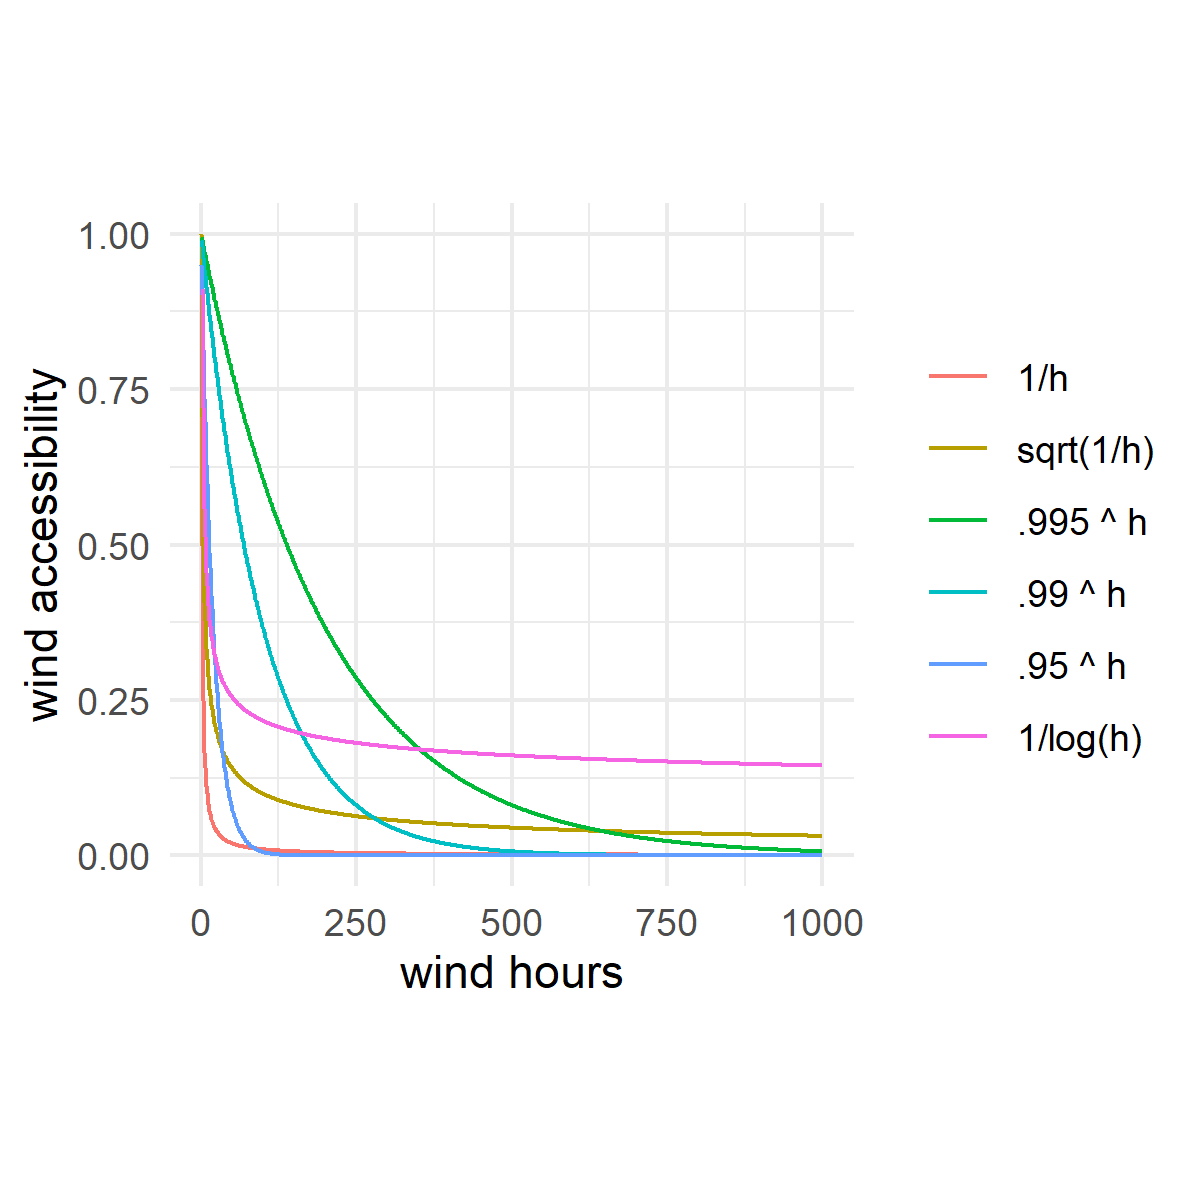 1.00
0.75
0.50
0.25
0.00
wind accessibility
0
250
500
750
1000
wind hours
1/h
sqrt(1/h)
.995 ^ h
.99 ^ h
.95 ^ h
1/log(h)